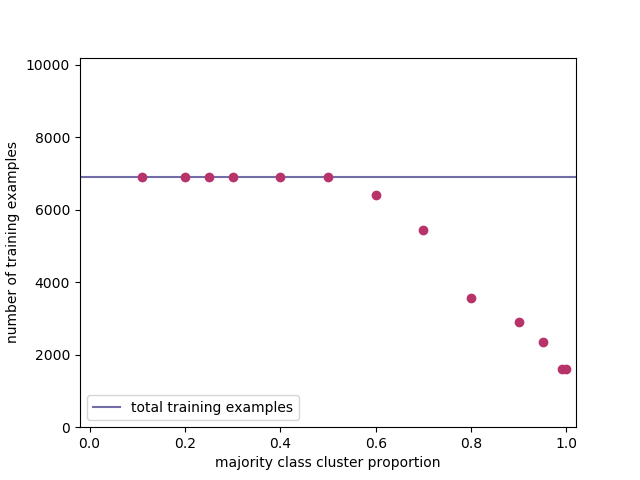 10000
8000
6000
4000
2000
0
number of training examples
total training examples
0.0 0.2 0.4 0.6 0.8 1.0
majority class cluster proportion